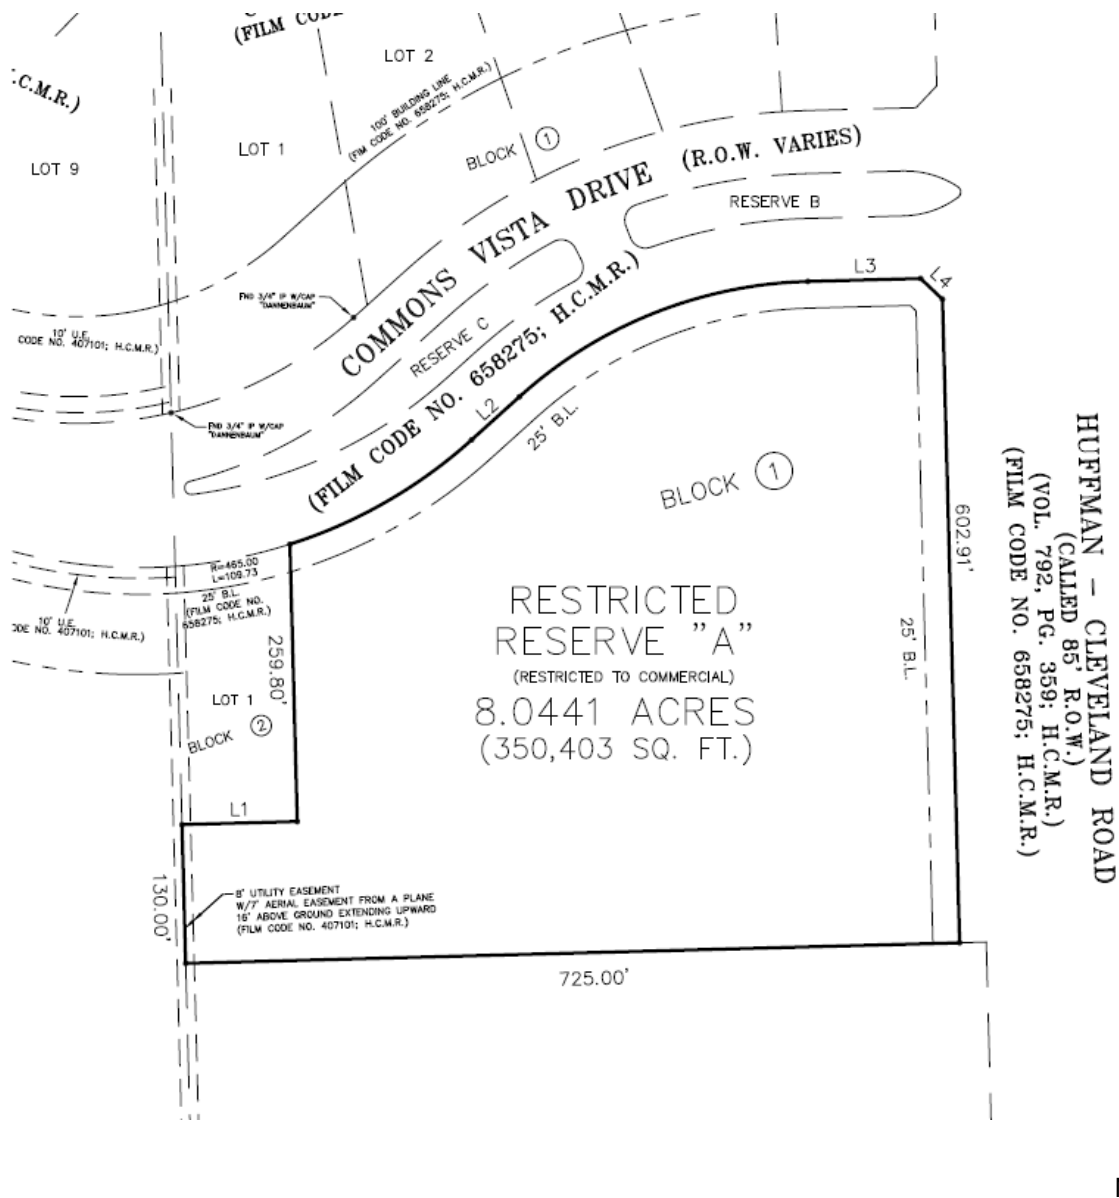 (FILM CODE
LOT 2
.C.M.R.)
100' BUILDING LINE
(FIM CODE NO. 658275; H.C.M.R.)
LOT 1
BLOCK 1
LOT 9
COMMONS VISTA DRIVE (R.O.W. VARIES)
RESERVE B
L3
L4
FND 3/4" IP W/CAP
"DANNENBAUM"
RESERVE C
(FILM CODE NO. 658275; H.C.M.R.)
10' U.E.
CODE NO. 407101; H.C.M.R.)
FND 3/4" IP W/CAP
"DANNENBAUM"
L2
25' B.L.
BLOCK 1
602.91'
HUFFMAN - CLEVELAND ROAD
(CALLED 85' R.O.W.)
(VOL. 792, PG. 359; H.C.M.R.)
(FILM CODE NO. 658275; H.C.M.R.)
R=465.00
L=109.73
25' B.L.
(FILM CODE NO.
658275; H.C.M.R.)
10' U.E.
ODE NO. 407101; H.C.M.R.)
259.80'
25' B.L.
RESTRICTED
RESERVE "A"
(RESTRICTED TO COMMERCIAL)
8.0441 ACRES
(350,403 SQ. FT.)
LOT 1
BLOCK 2
L1
130.00'
8' UTILITY EASEMENT
W/7' AERIAL EASEMENT FROM A PLANE
16' ABOVE GROUND EXTENDING UPWARD
(FILM CODE NO. 407101; H.C.M.R.)
725.00'